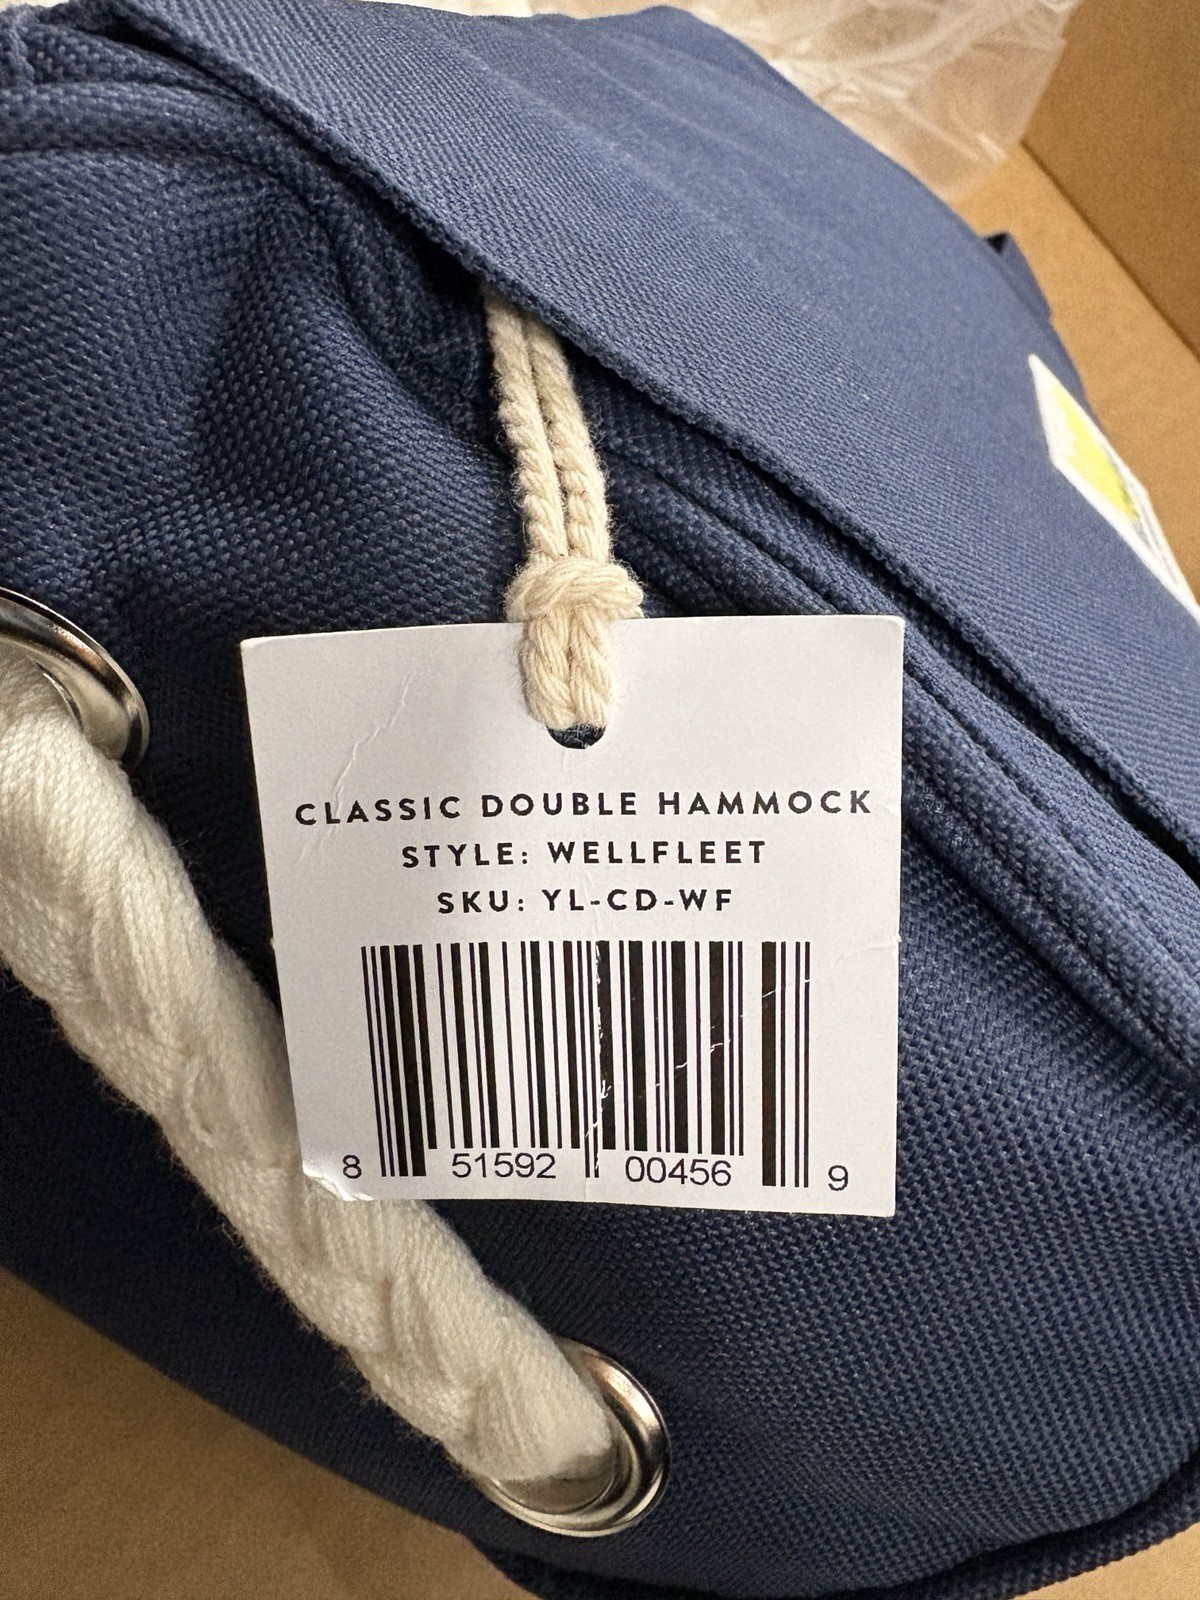 CLASSIC DOUBLE HAMMOCK
STYLE: WELLFLEET
SKU: YL-CD-WF
8 51592 00456 9